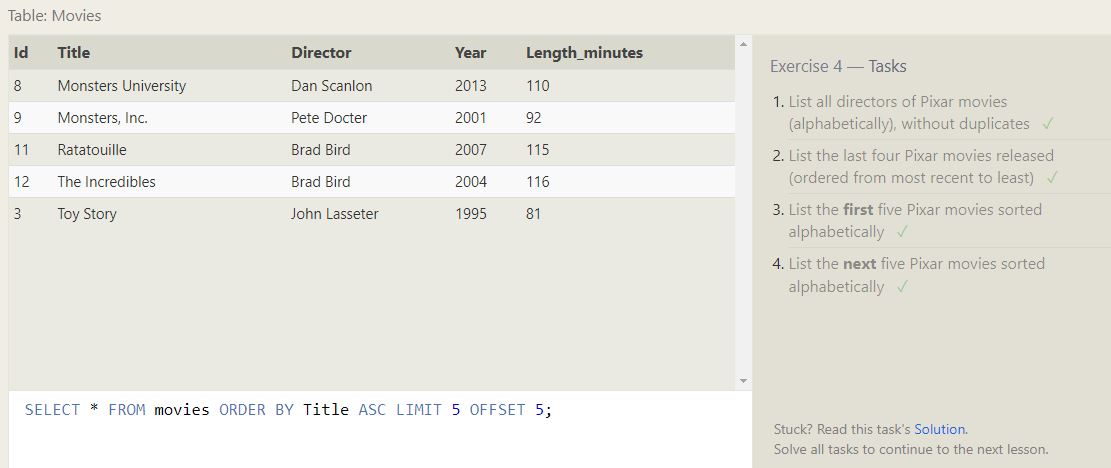 Table: Movies
Id Title Director Year Length_minutes
8 Monsters University Dan Scanlon 2013 110
9 Monsters, Inc. Pete Docter 2001 92
11 Ratatouille Brad Bird 2007 115
12 The Incredibles Brad Bird 2004 116
3 Toy Story John Lasseter 1995 81
SELECT * FROM movies ORDER BY Title ASC LIMIT 5 OFFSET 5;
Exercise 4 — Tasks
1. List all directors of Pixar movies
(alphabetically), without duplicates ✓
2. List the last four Pixar movies released
(ordered from most recent to least) ✓
3. List the first five Pixar movies sorted
alphabetically ✓
4. List the next five Pixar movies sorted
alphabetically ✓
Stuck? Read this task's Solution.
Solve all tasks to continue to the next lesson.